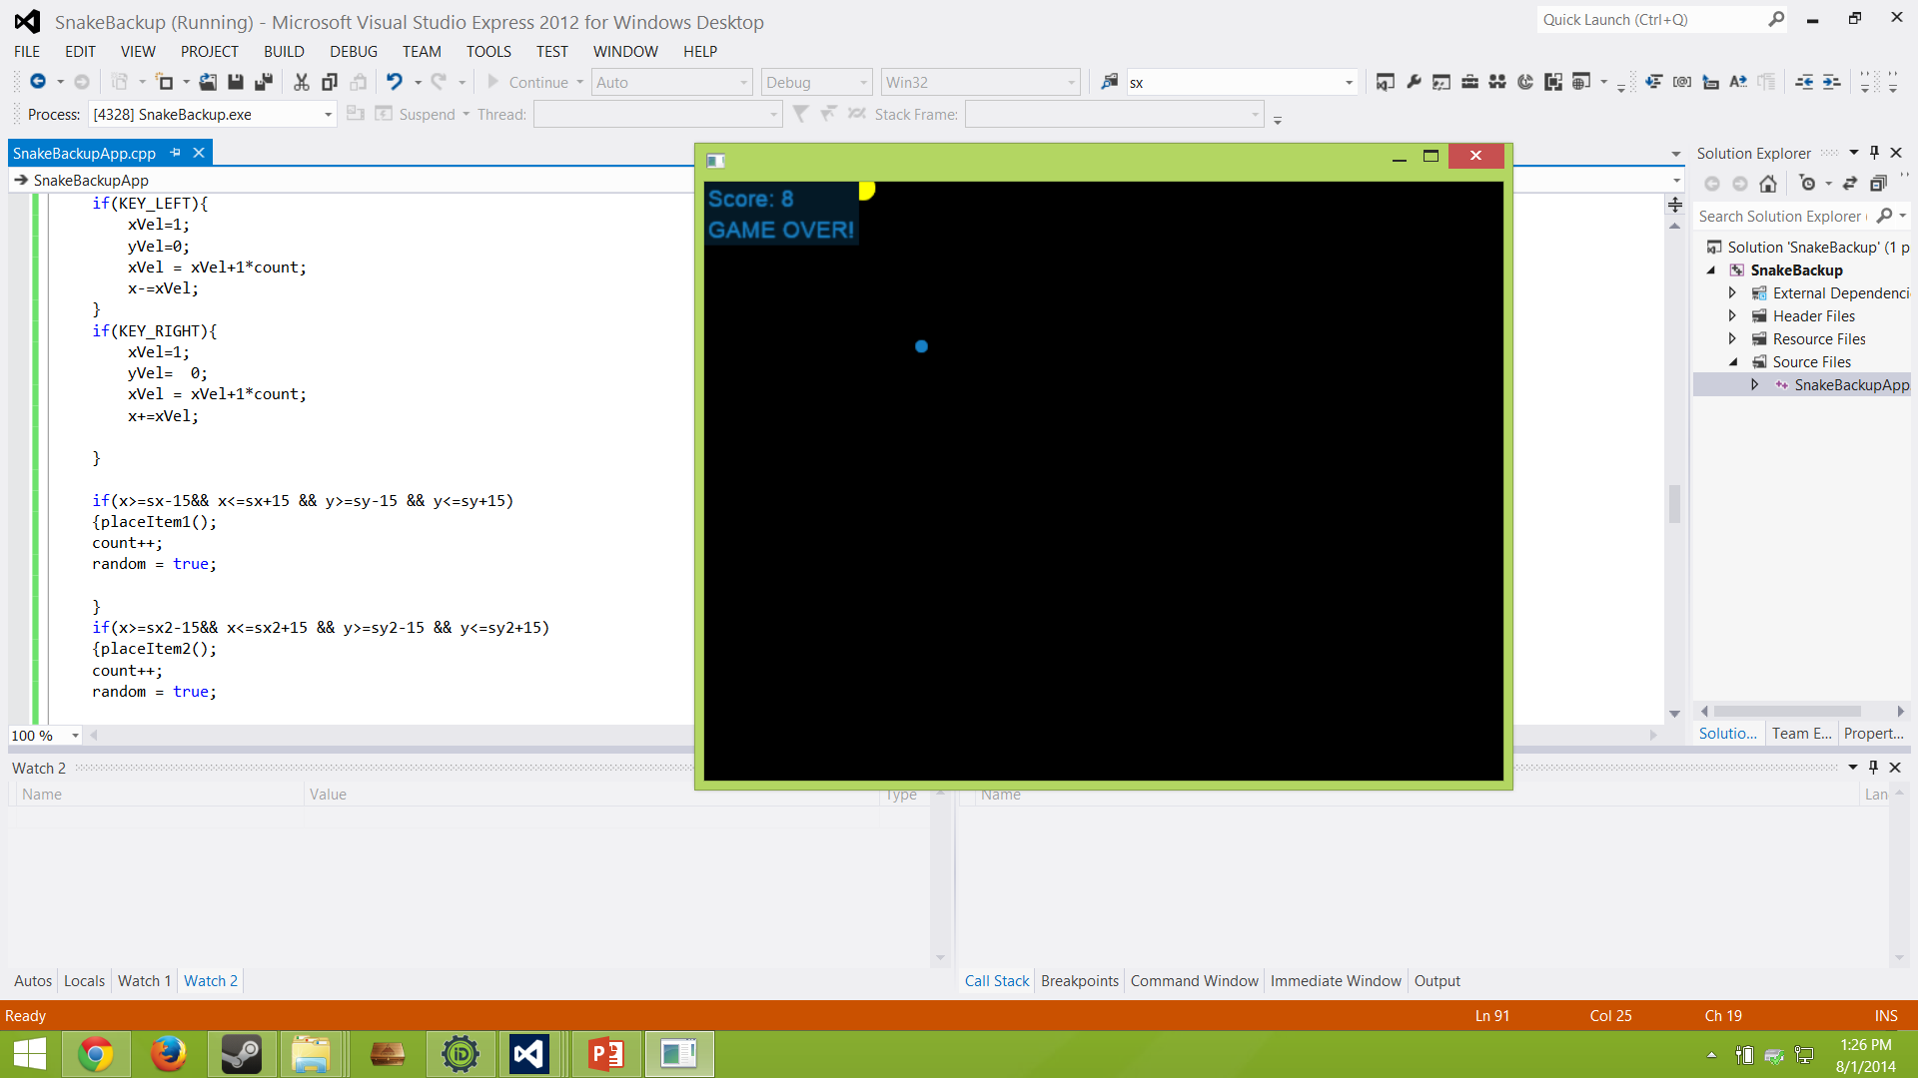 SnakeBackup (Running) - Microsoft Visual Studio Express 2012 for Windows Desktop
Quick Launch (Ctrl+Q)
FILE EDIT VIEW PROJECT BUILD DEBUG TEAM TOOLS TEST WINDOW HELP
Continue Auto Debug Win32 sx
Process: [4328] SnakeBackup.exe Suspend Thread: Stack Frame:
SnakeBackupApp.cpp
SnakeBackupApp
if(KEY_LEFT){
xVel=1;
yVel=0;
xVel = xVel+1*count;
x-=xVel;
}
if(KEY_RIGHT){
xVel=1;
yVel=  0;
xVel = xVel+1*count;
x+=xVel;
}
if(x>=sx-15&& x<=sx+15 && y>=sy-15 && y<=sy+15)
{placeItem1();
count++;
random = true;
}
if(x>=sx2-15&& x<=sx2+15 && y>=sy2-15 && y<=sy2+15)
{placeItem2();
count++;
random = true;
100 %
Score: 8
GAME OVER!
Solution Explorer
Search Solution Explorer (
Solution 'SnakeBackup' (1 p
SnakeBackup
External Dependenci
Header Files
Resource Files
Source Files
SnakeBackupApp
Solutio... Team E... Propert...
Watch 2
Name Value Type
Name Lan
Autos Locals Watch 1 Watch 2
Call Stack Breakpoints Command Window Immediate Window Output
Ready Ln 91 Col 25 Ch 19 INS
1:26 PM
8/1/2014